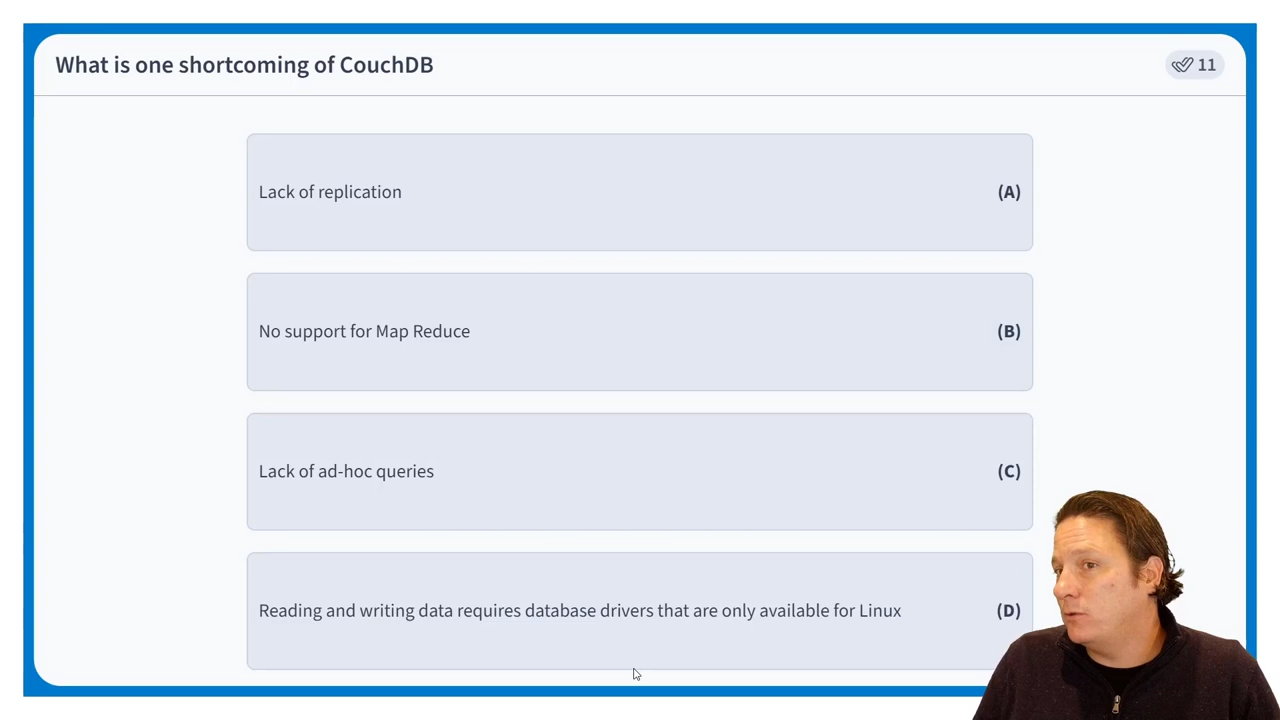 What is one shortcoming of CouchDB
11
Lack of replication (A)
No support for Map Reduce (B)
Lack of ad-hoc queries (C)
Reading and writing data requires database drivers that are only available for Linux (D)